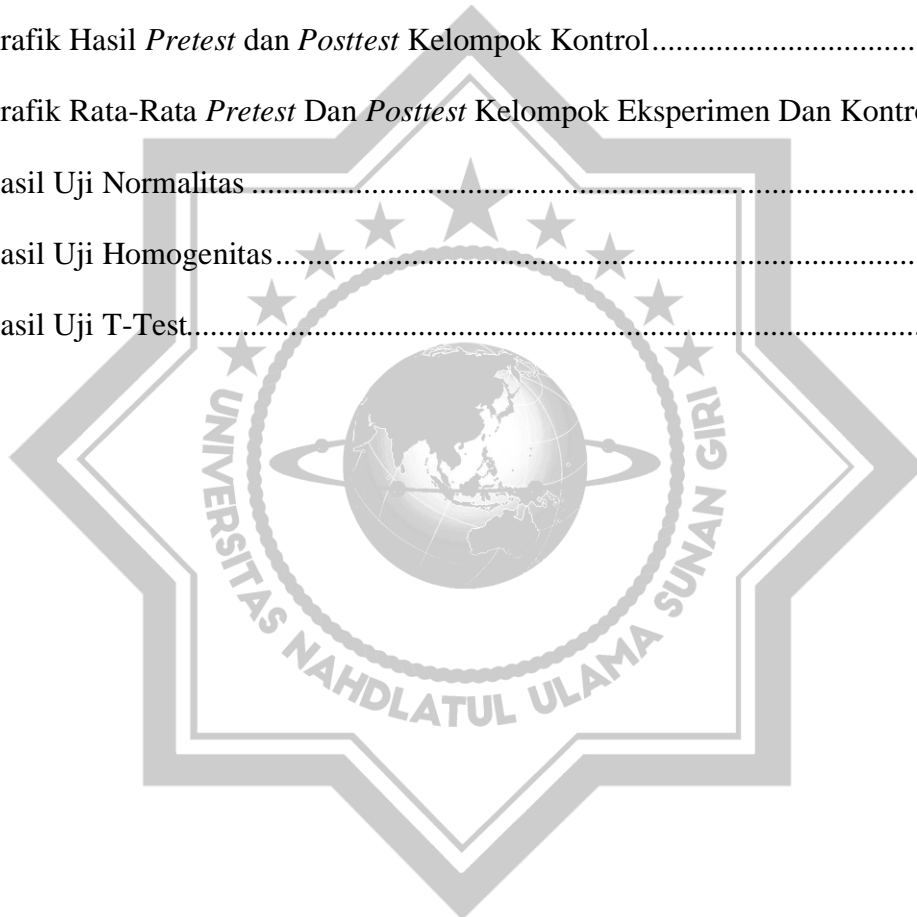 rafik Hasil Pretest dan Posttest Kelompok Kontrol
rafik Rata-Rata Pretest Dan Posttest Kelompok Eksperimen Dan Kontro
asil Uji Normalitas
asil Uji Homogenitas
asil Uji T-Test
UNIVERSITAS NAHDLATUL ULAMA SUNAN GIRI